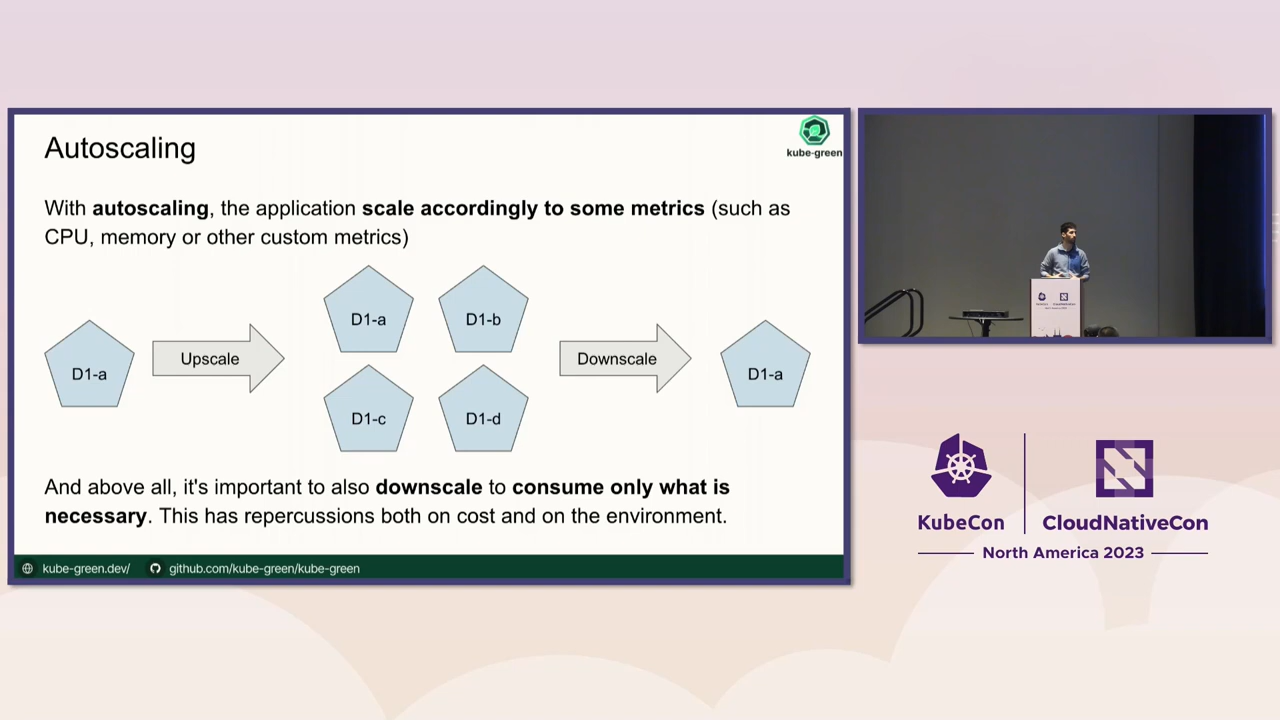 Autoscaling
kube-green
With autoscaling, the application scale accordingly to some metrics (such as
CPU, memory or other custom metrics)
D1-a
Upscale
D1-a
D1-b
D1-c
D1-d
Downscale
D1-a
And above all, it's important to also downscale to consume only what is
necessary. This has repercussions both on cost and on the environment.
kube-green.dev/
github.com/kube-green/kube-green
KubeCon
CloudNativeCon
North America 2023